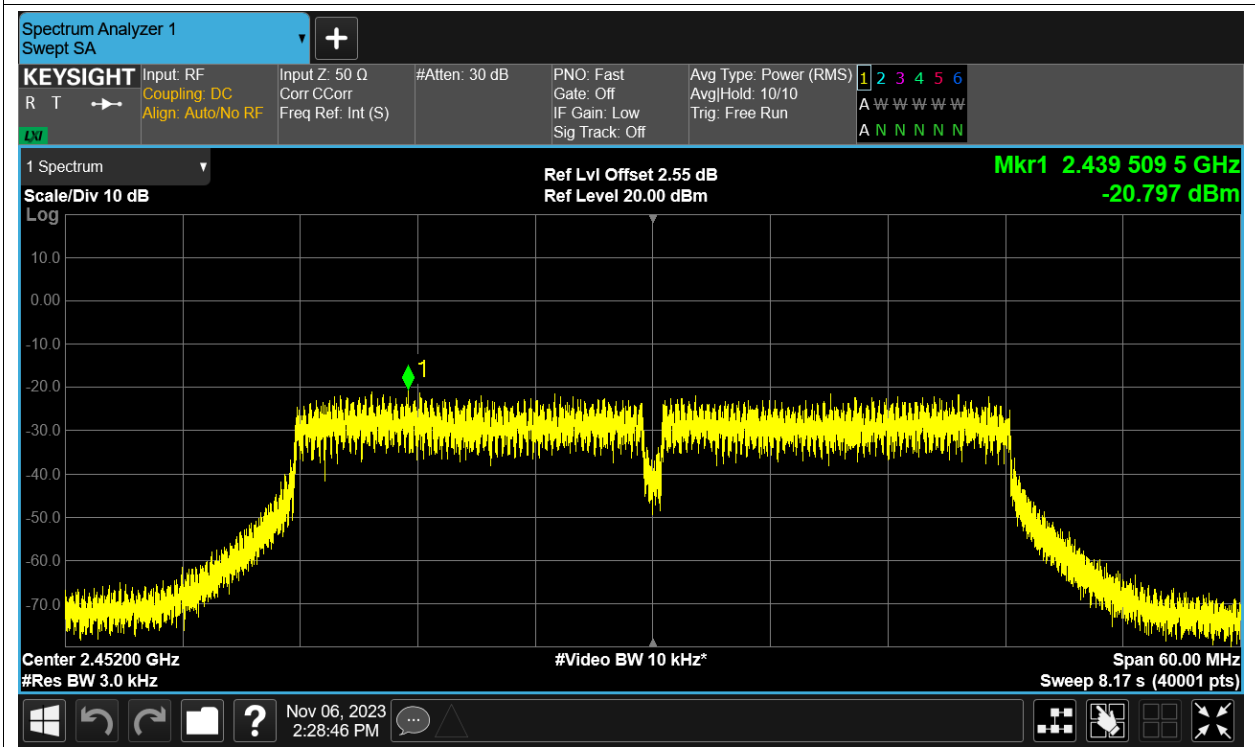 Spectrum Analyzer 1
Swept SA
+
KEYSIGHT
R T
LXI
Input: RF
Coupling: DC
Align: Auto/No RF
Input Z: 50 Ω
Corr CCorr
Freq Ref: Int (S)
#Atten: 30 dB
PNO: Fast
Gate: Off
IF Gain: Low
Sig Track: Off
Avg Type: Power (RMS)
Avg|Hold: 10/10
Trig: Free Run
1 2 3 4 5 6
A W W W W W
A N N N N N
1 Spectrum
Scale/Div 10 dB
Log
Ref Lvl Offset 2.55 dB
Ref Level 20.00 dBm
Mkr1 2.439 509 5 GHz
-20.797 dBm
10.0
0.00
-10.0
-20.0
-30.0
-40.0
-50.0
-60.0
-70.0
1
Center 2.45200 GHz
#Res BW 3.0 kHz
#Video BW 10 kHz*
Span 60.00 MHz
Sweep 8.17 s (40001 pts)
?
Nov 06, 2023
2:28:46 PM